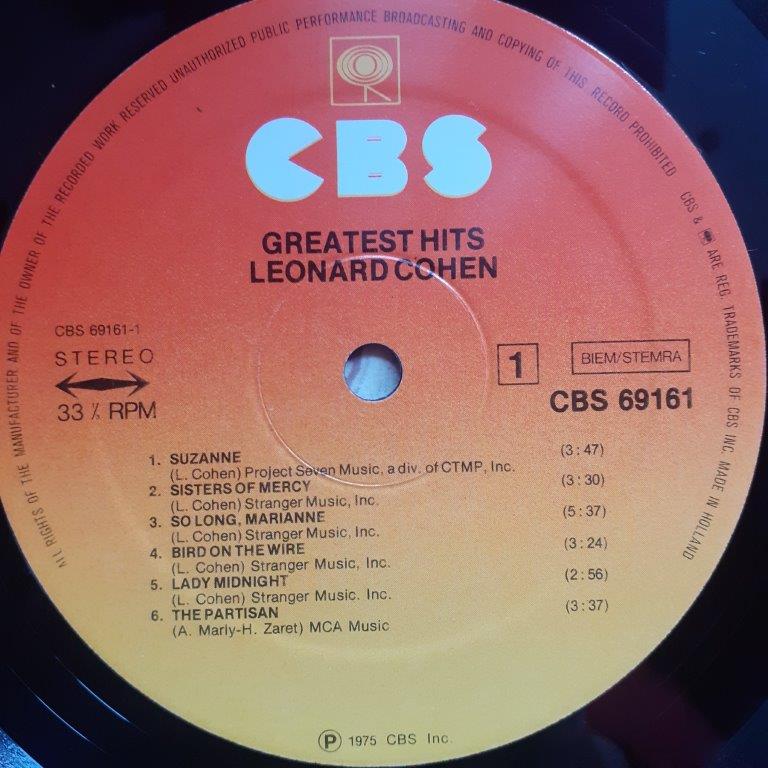 ALL RIGHTS OF THE MANUFACTURER AND OF THE OWNER OF THE RECORDED WORK RESERVED UNAUTHORIZED PUBLIC PERFORMANCE BROADCASTING AND COPYING OF THIS RECORD PROHIBITED
CBS & ARE REG. TRADEMARKS OF CBS INC. MADE IN HOLLAND
CBS
GREATEST HITS
LEONARD COHEN
CBS 69161-1
STEREO
33 ⅓ RPM
1
BIEM/STEMRA
CBS 69161
1. SUZANNE (3:47)
(L. Cohen) Project Seven Music, a div. of CTMP, Inc.
2. SISTERS OF MERCY (3:30)
(L. Cohen) Stranger Music, Inc.
3. SO LONG, MARIANNE (5:37)
(L. Cohen) Stranger Music, Inc.
4. BIRD ON THE WIRE (3:24)
(L. Cohen) Stranger Music, Inc.
5. LADY MIDNIGHT (2:56)
(L. Cohen) Stranger Music. Inc.
6. THE PARTISAN (3:37)
(A. Marly-H. Zaret) MCA Music
Ⓟ 1975 CBS Inc.